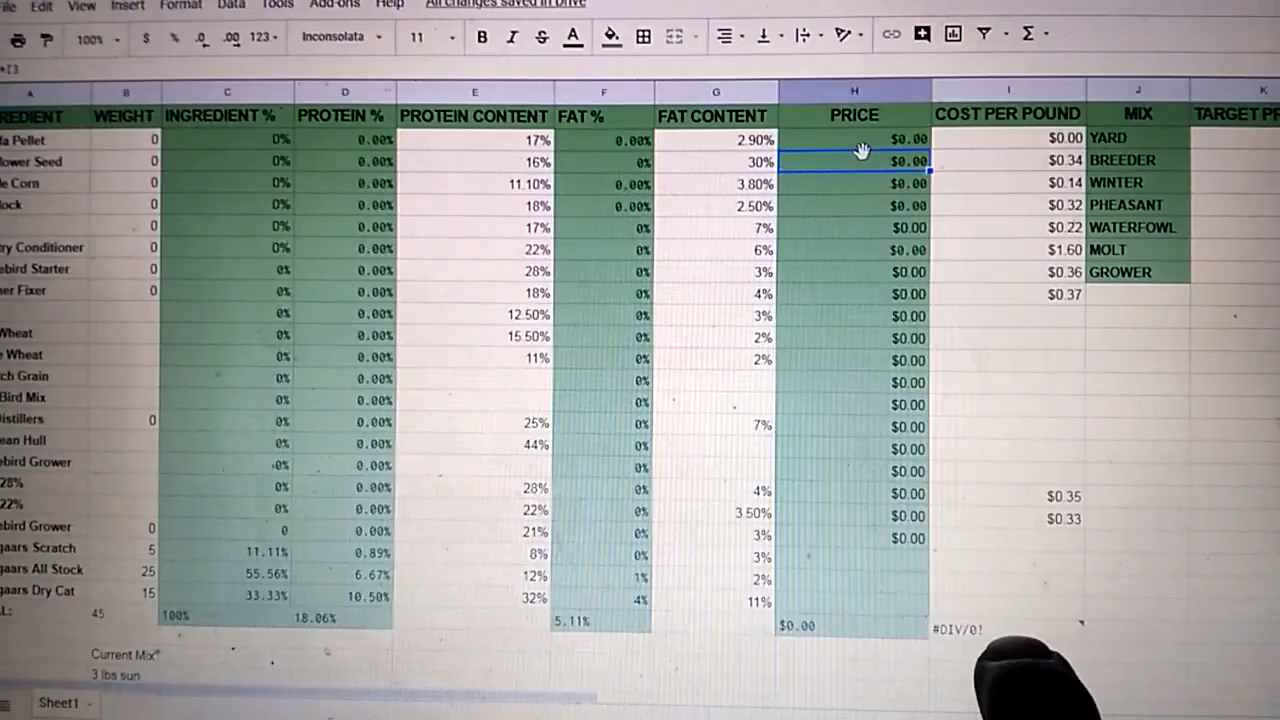 File Edit View Insert Format Data Tools Add-ons Help All changes saved in Drive
100% $ % .0 .00 123 Inconsolata 11 B I S A Σ
*I3
A B C D E F G H I J K
REDIENT WEIGHT INGREDIENT % PROTEIN % PROTEIN CONTENT FAT % FAT CONTENT PRICE COST PER POUND MIX TARGET PR
fa Pellet 0 0% 0.00% 17% 0.00% 2.90% $0.00 $0.00 YARD
lower Seed 0 0% 0.00% 16% 0% 30% $0.00 $0.34 BREEDER
le Corn 0 0% 0.00% 11.10% 0.00% 3.80% $0.00 $0.14 WINTER
tock 0 0% 0.00% 18% 0.00% 2.50% $0.00 $0.32 PHEASANT
0 0% 0.00% 17% 0% 7% $0.00 $0.22 WATERFOWL
try Conditioner 0 0% 0.00% 22% 0% 6% $0.00 $1.60 MOLT
ebird Starter 0 0% 0.00% 28% 0% 3% $0.00 $0.36 GROWER
ner Fixer 0 0% 0.00% 18% 0% 4% $0.00 $0.37
0% 0.00% 12.50% 0% 3% $0.00
Wheat 0% 0.00% 15.50% 0% 2% $0.00
e Wheat 0% 0.00% 11% 0% 2% $0.00
ch Grain 0% 0.00% 0% $0.00
Bird Mix 0% 0.00% 0% $0.00
istillers 0 0% 0.00% 25% 0% 7% $0.00
ean Hull 0% 0.00% 44% 0% $0.00
ebird Grower 0% 0.00% 0% $0.00
28% 0% 0.00% 28% 0% 4% $0.00 $0.35
22% 0% 0.00% 22% 0% 3.50% $0.00 $0.33
ebird Grower 0 0 0.00% 21% 0% 3% $0.00
gaars Scratch 5 11.11% 0.89% 8% 0% 3%
gaars All Stock 25 55.56% 6.67% 12% 1% 2%
gaars Dry Cat 15 33.33% 10.50% 32% 4% 11%
L: 45 100% 18.06% 5.11% $0.00 #DIV/0!
Current Mix*
3 lbs sun
Sheet1